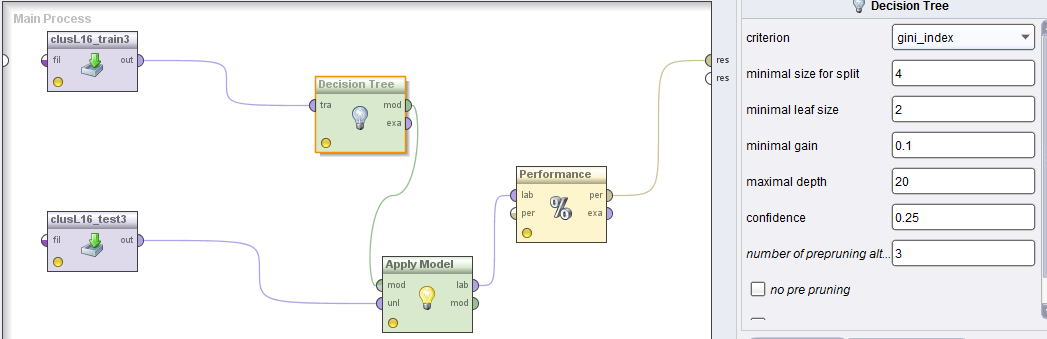 Main Process
clusL16_train3
fil out
Decision Tree
tra mod
exa
clusL16_test3
fil out
Apply Model
mod lab
unl mod
Performance
%
lab per
per exa
res
res
Decision Tree
criterion gini_index
minimal size for split 4
minimal leaf size 2
minimal gain 0.1
maximal depth 20
confidence 0.25
number of prepruning alt... 3
no pre pruning